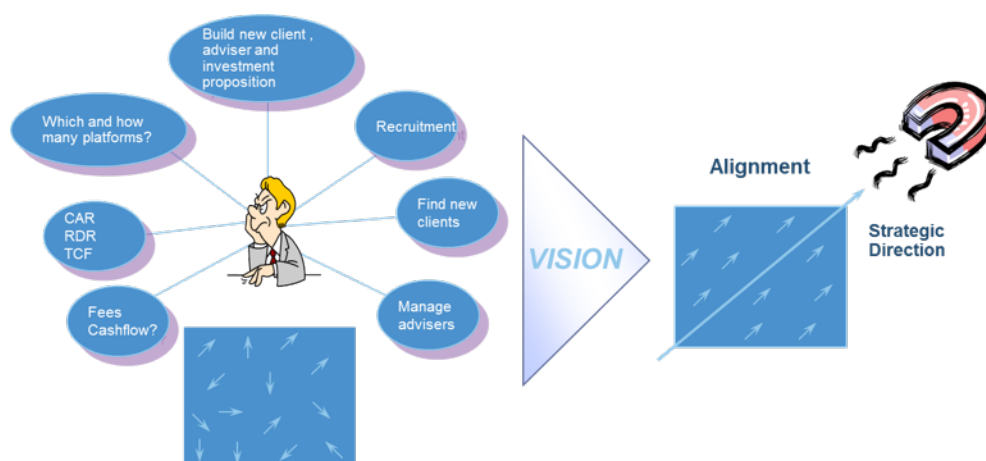 Build new client ,
adviser and
investment
proposition
Which and how
many platforms?
Recruitment
CAR
RDR
TCF
Find new
clients
Fees
Cashflow?
Manage
advisers
VISION
Alignment
Strategic
Direction